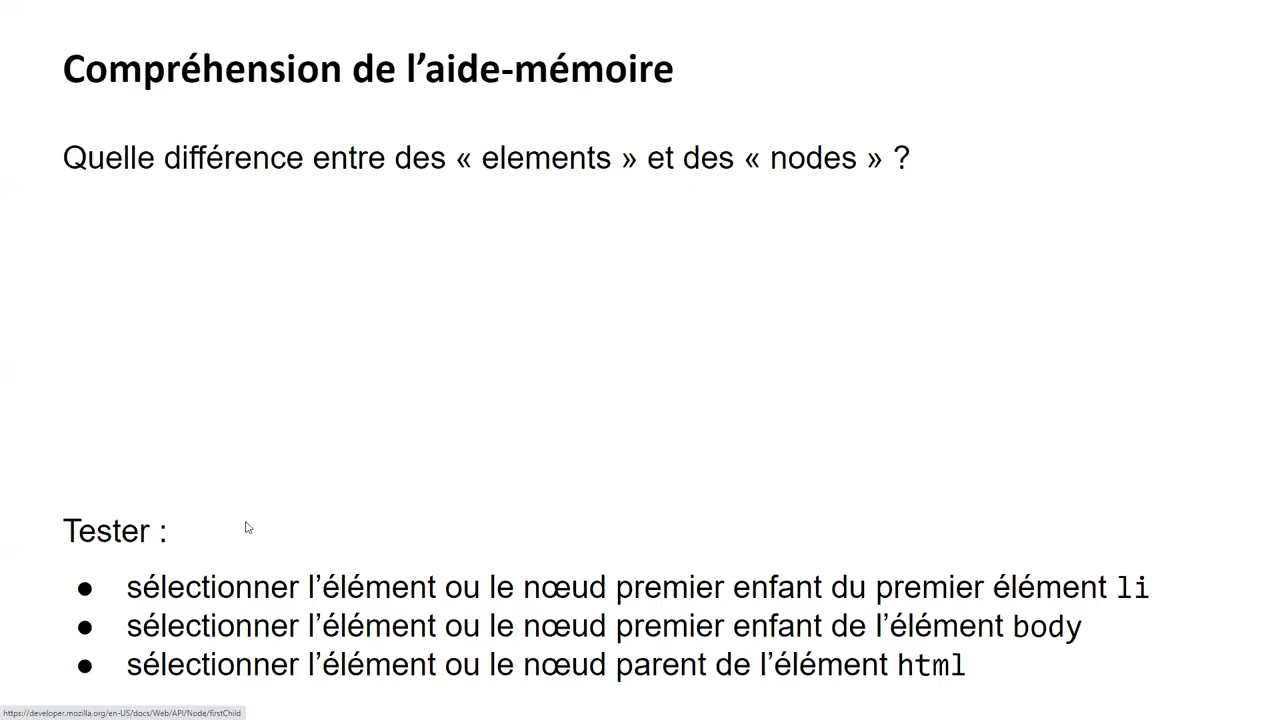 Compréhension de l’aide-mémoire
Quelle différence entre des « elements » et des « nodes » ?
Tester :
● sélectionner l’élément ou le nœud premier enfant du premier élément li
● sélectionner l’élément ou le nœud premier enfant de l’élément body
● sélectionner l’élément ou le nœud parent de l’élément html
https://developer.mozilla.org/en-US/docs/Web/API/Node/firstChild